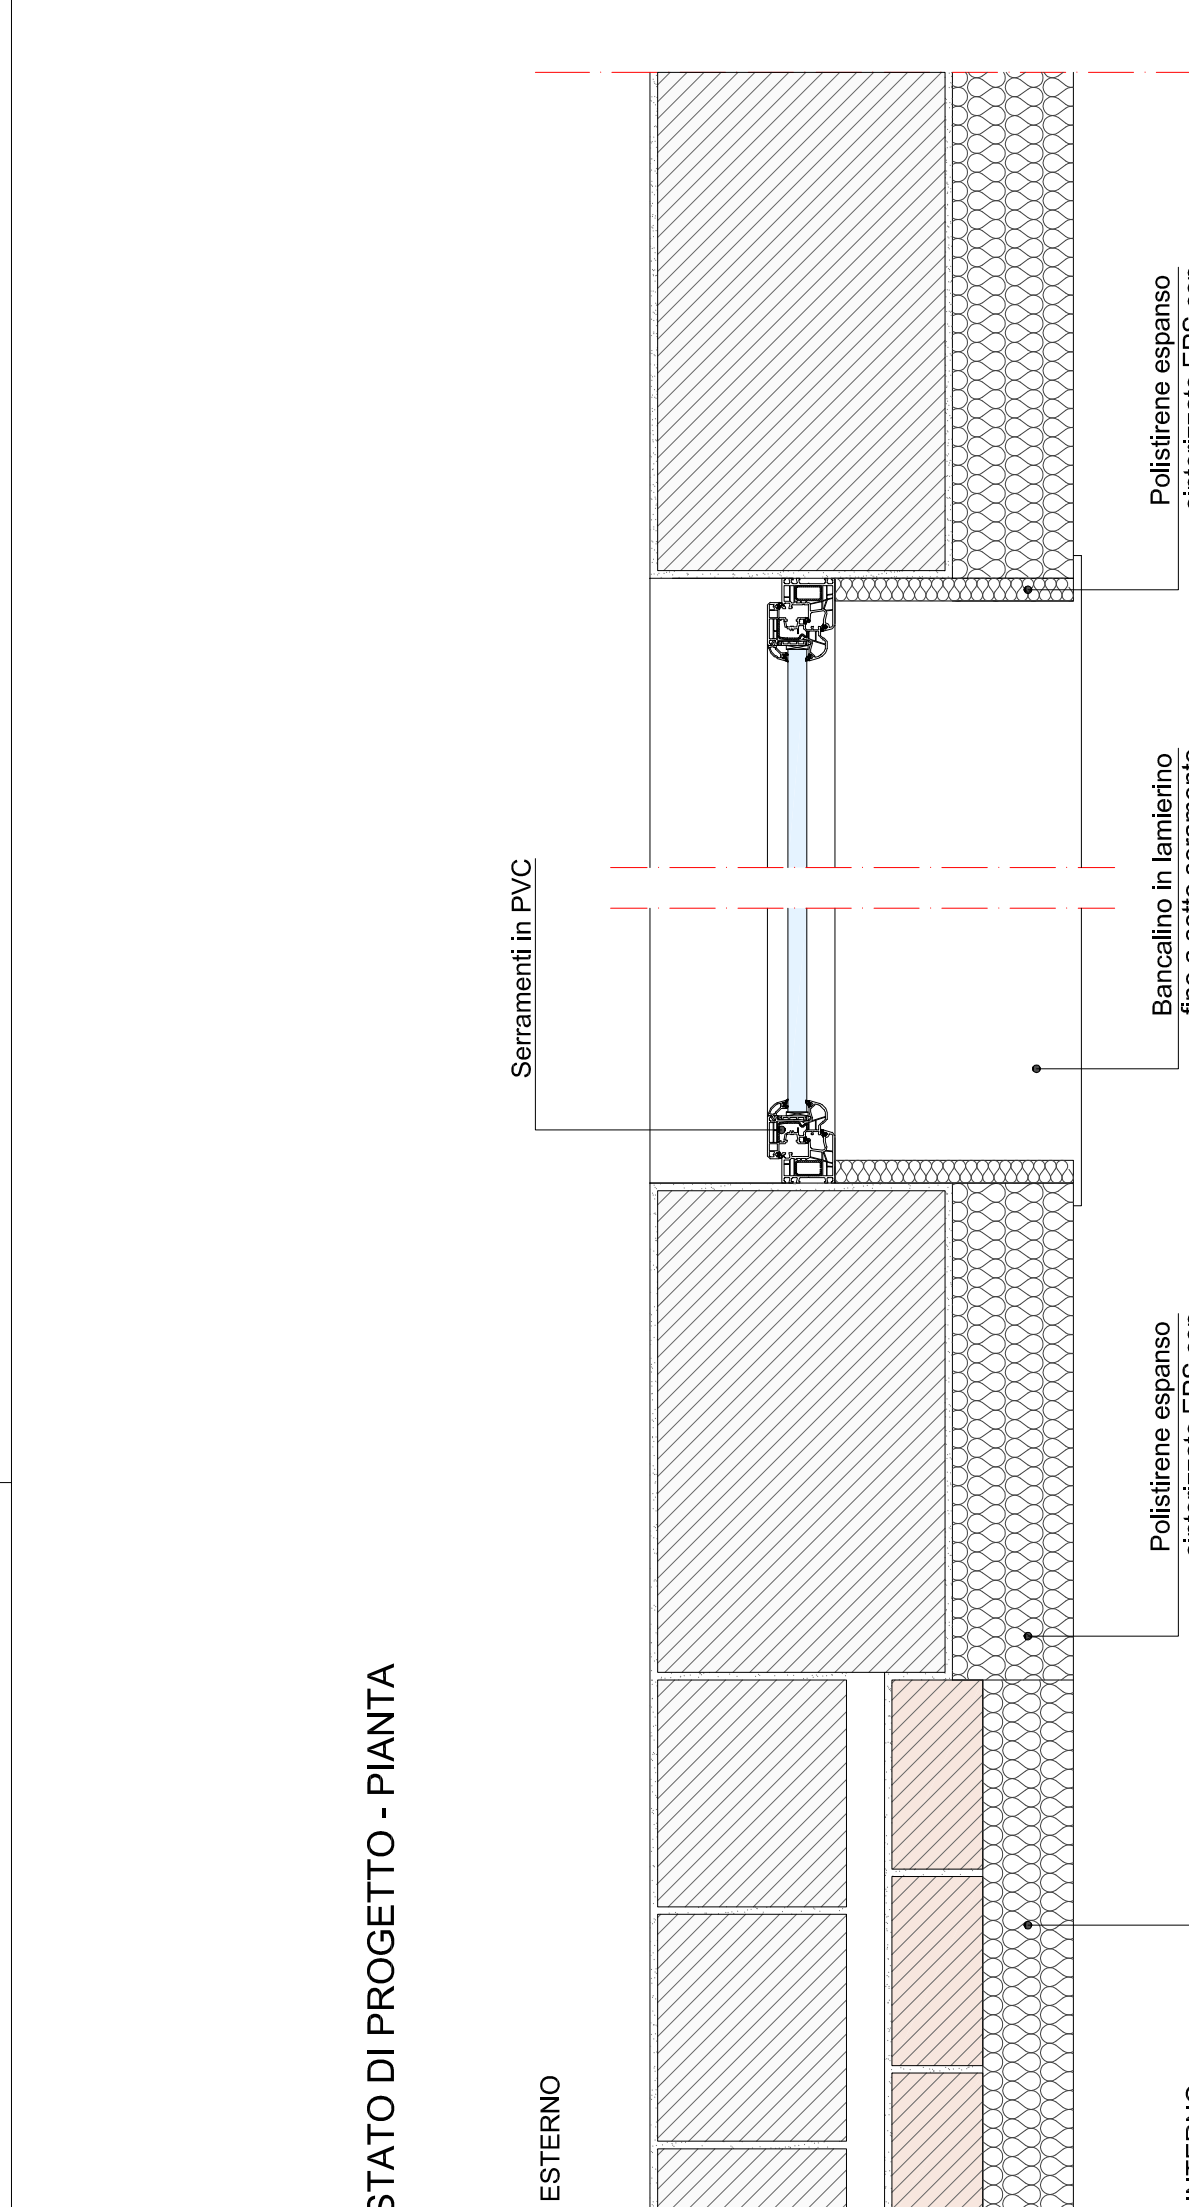 STATO DI PROGETTO - PIANTA
Serramenti in PVC
ESTERNO
Polistirene espanso
Bancalino in lamierino
Polistirene espanso